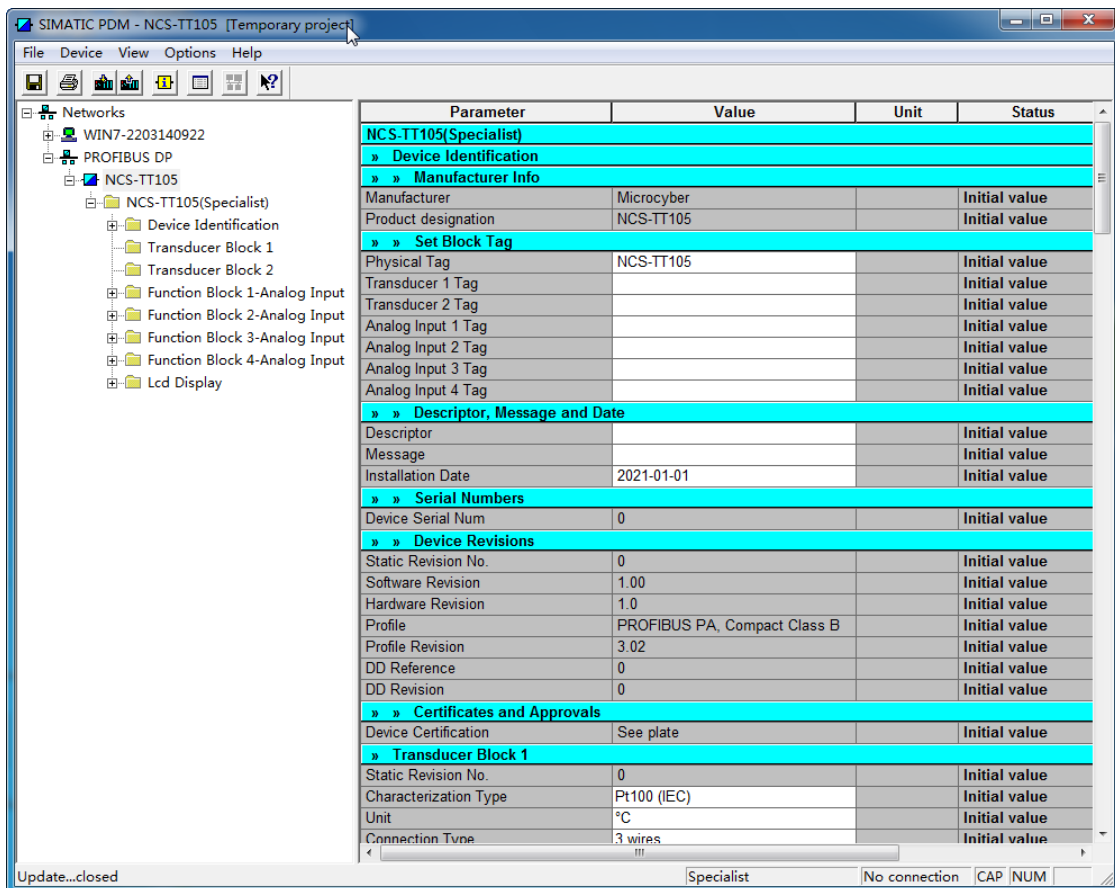 SIMATIC PDM - NCS-TT105 [Temporary project]
File Device View Options Help
Networks
WIN7-2203140922
PROFIBUS DP
NCS-TT105
NCS-TT105(Specialist)
Device Identification
Transducer Block 1
Transducer Block 2
Function Block 1-Analog Input
Function Block 2-Analog Input
Function Block 3-Analog Input
Function Block 4-Analog Input
Lcd Display
Parameter Value Unit Status
NCS-TT105(Specialist)
» Device Identification
» » Manufacturer Info
Manufacturer Microcyber Initial value
Product designation NCS-TT105 Initial value
» » Set Block Tag
Physical Tag NCS-TT105 Initial value
Transducer 1 Tag Initial value
Transducer 2 Tag Initial value
Analog Input 1 Tag Initial value
Analog Input 2 Tag Initial value
Analog Input 3 Tag Initial value
Analog Input 4 Tag Initial value
» » Descriptor, Message and Date
Descriptor Initial value
Message Initial value
Installation Date 2021-01-01 Initial value
» » Serial Numbers
Device Serial Num 0 Initial value
» » Device Revisions
Static Revision No. 0 Initial value
Software Revision 1.00 Initial value
Hardware Revision 1.0 Initial value
Profile PROFIBUS PA, Compact Class B Initial value
Profile Revision 3.02 Initial value
DD Reference 0 Initial value
DD Revision 0 Initial value
» » Certificates and Approvals
Device Certification See plate Initial value
» Transducer Block 1
Static Revision No. 0 Initial value
Characterization Type Pt100 (IEC) Initial value
Unit °C Initial value
Connection Type 3 wires Initial value
Update...closed Specialist No connection CAP NUM